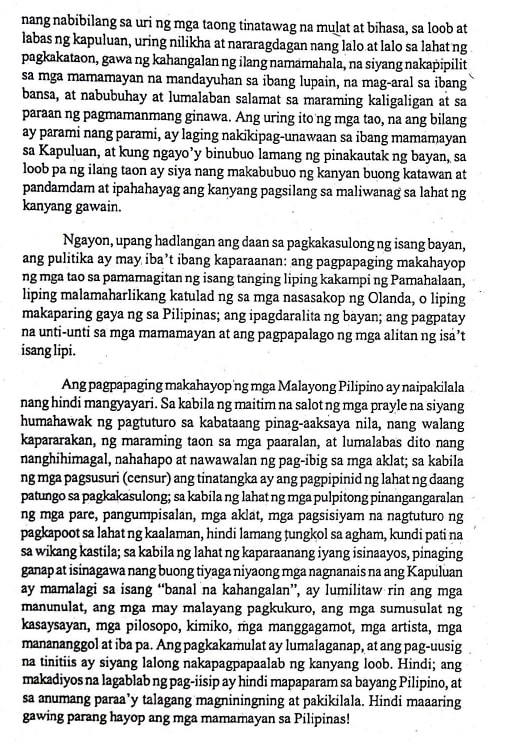 nang nabibilang sa uri ng mga taong tinatawag na mulat at bihasa, sa loob at
labas ng kapuluan, uring nilikha at nararagdagan nang lalo at lalo sa lahat ng
pagkakataon, gawa ng kahangalan ng ilang namamahala, na siyang nakapipilit
sa mga mamamayan na mandayuhan sa ibang lupain, na mag-aral sa ibang
bansa, at nabubuhay at lumalaban salamat sa maraming kaligaligan at sa
paraan ng pagmamanmang ginawa. Ang uring ito ng mga tao, na ang bilang
ay parami nang parami, ay laging nakikipag-unawaan sa ibang mamamayan
sa Kapuluan, at kung ngayo'y binubuo lamang ng pinakautak ng bayan, sa
loob pa ng ilang taon ay siya nang makabubuo ng kanyan buong katawan at
pandamdam at ipahahayag ang kanyang pagsilang sa maliwanag sa lahat ng
kanyang gawain.
Ngayon, upang hadlangan ang daan sa pagkakasulong ng isang bayan,
ang pulitika ay may iba't ibang kaparaanan: ang pagpapaging makahayop
ng mga tao sa pamamagitan ng isang tanging liping kakampi ng Pamahalaan,
liping malamaharlikang katulad ng sa mga nasasakop ng Olanda, o liping
makaparing gaya ng sa Pilipinas; ang ipagdaralita ng bayan; ang pagpatay
na unti-unti sa mga mamamayan at ang pagpapalago ng mga alitan ng isa't
isang lipi.
Ang pagpapaging makahayop ng mga Malayong Pilipino ay naipakilala
nang hindi mangyayari. Sa kabila ng maitim na salot ng mga prayle na siyang
humahawak ng pagtuturo sa kabataang pinag-aaksaya nila, nang walang
kapararakan, ng maraming taon sa mga paaralan, at lumalabas dito nang
nanghihimagal, nahahapo at nawawalan ng pag-ibig sa mga aklat; sa kabila
ng mga pagsusuri (censur) ang tinatangka ay ang pagpipinid ng lahat ng daang
patungo sa pagkakasulong; sa kabila ng lahat ng mga pulpitong pinangangaralan
ng mga pare, pangumpisalan, mga aklat, mga pagsisiyam na nagtuturo ng
pagkapoot sa lahat ng kaalaman, hindi lamang tungkol sa agham, kundi pati na
sa wikang kastila; sa kabila ng lahat ng kaparaanang iyang isinaayos, pinaging
ganap at isinagawa nang buong tiyaga niyaong mga nagnanais na ang Kapuluan
ay mamalagi sa isang "banal na kahangalan", ay lumilitaw rin ang mga
manunulat, ang mga may malayang pagkukuro, ang mga sumusulat ng
kasaysayan, mga pilosopo, kimiko, mga manggagamot, mga artista, mga
manananggol at iba pa. Ang pagkakamulat ay lumalaganap, at ang pag-uusig
na tinitiis ay siyang lalong nakapagpapaalab ng kanyang loob. Hindi; ang
makadiyos na lagablab ng pag-iisip ay hindi mapaparam sa bayang Pilipino, at
sa anumang paraa'y talagang magniningning at pakikilala. Hindi maaaring
gawing parang hayop ang mga mamamayan sa Pilipinas!